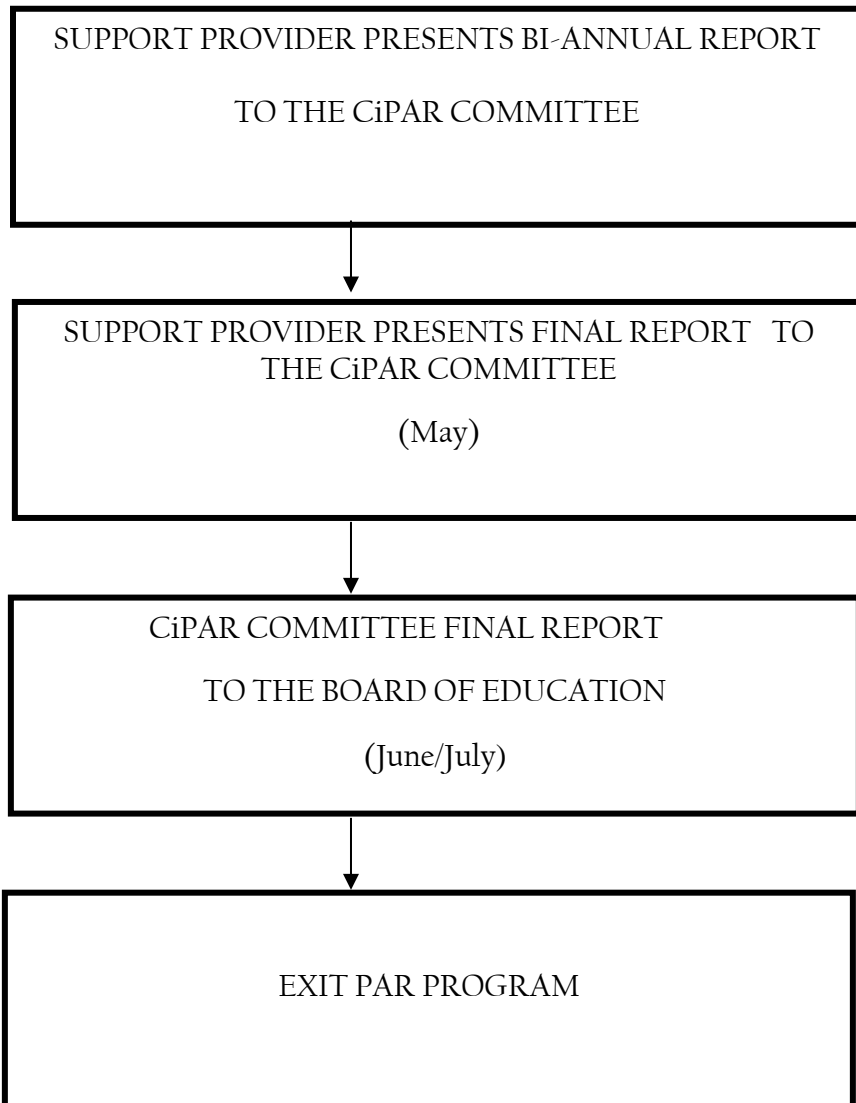 SUPPORT PROVIDER PRESENTS BI-ANNUAL REPORT
TO THE CiPAR COMMITTEE
SUPPORT PROVIDER PRESENTS FINAL REPORT TO
THE CiPAR COMMITTEE
(May)
CiPAR COMMITTEE FINAL REPORT
TO THE BOARD OF EDUCATION
(June/July)
EXIT PAR PROGRAM